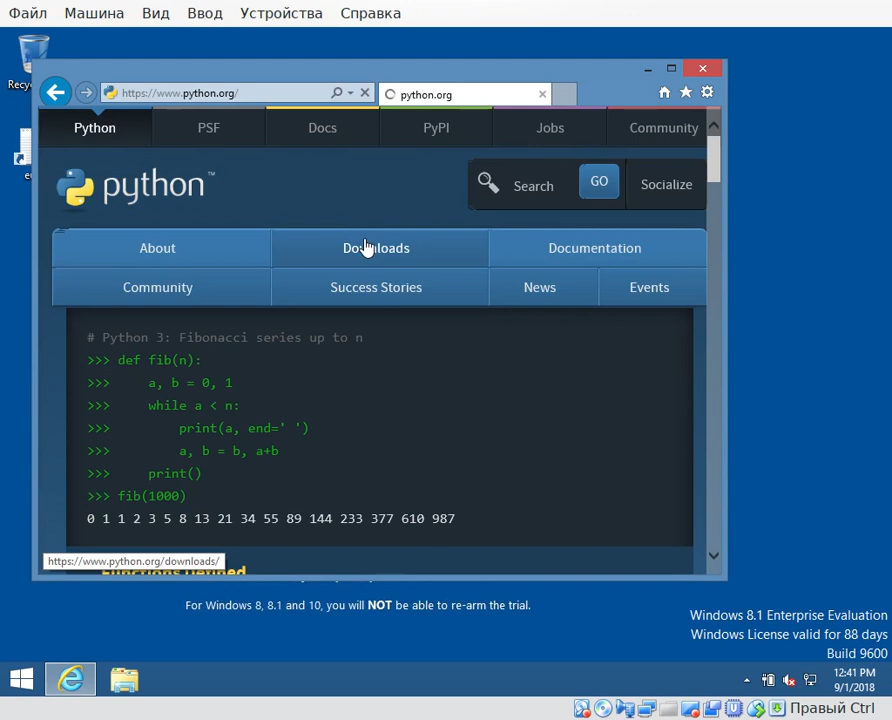 Файл Машина Вид Ввод Устройства Справка
https://www.python.org/ python.org
Python PSF Docs PyPI Jobs Community
python™ Search GO Socialize
About Downloads Documentation
Community Success Stories News Events
# Python 3: Fibonacci series up to n
>>> def fib(n):
>>>     a, b = 0, 1
>>>     while a < n:
>>>         print(a, end=' ')
>>>         a, b = b, a+b
>>>     print()
>>> fib(1000)
0 1 1 2 3 5 8 13 21 34 55 89 144 233 377 610 987
https://www.python.org/downloads/
Functions Defined
For Windows 8, 8.1 and 10, you will NOT be able to re-arm the trial.
Windows 8.1 Enterprise Evaluation
Windows License valid for 88 days
Build 9600
12:41 PM
9/1/2018
Правый Ctrl